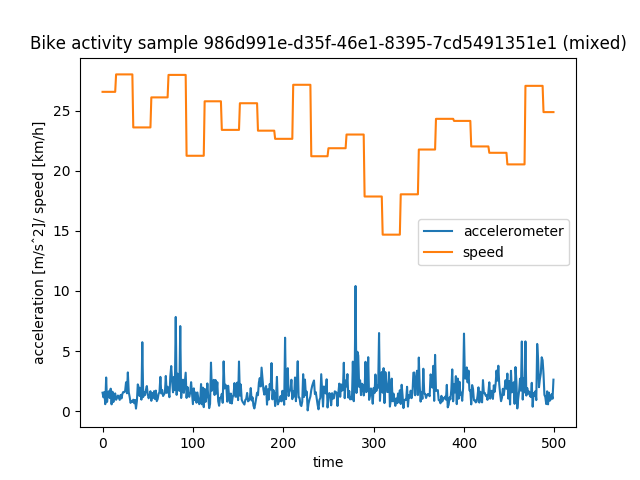 Bike activity sample 986d991e-d35f-46e1-8395-7cd5491351e1 (mixed)
acceleration [m/s^2]/ speed [km/h]
25
20
15
10
5
0
accelerometer
speed
0 100 200 300 400 500
time